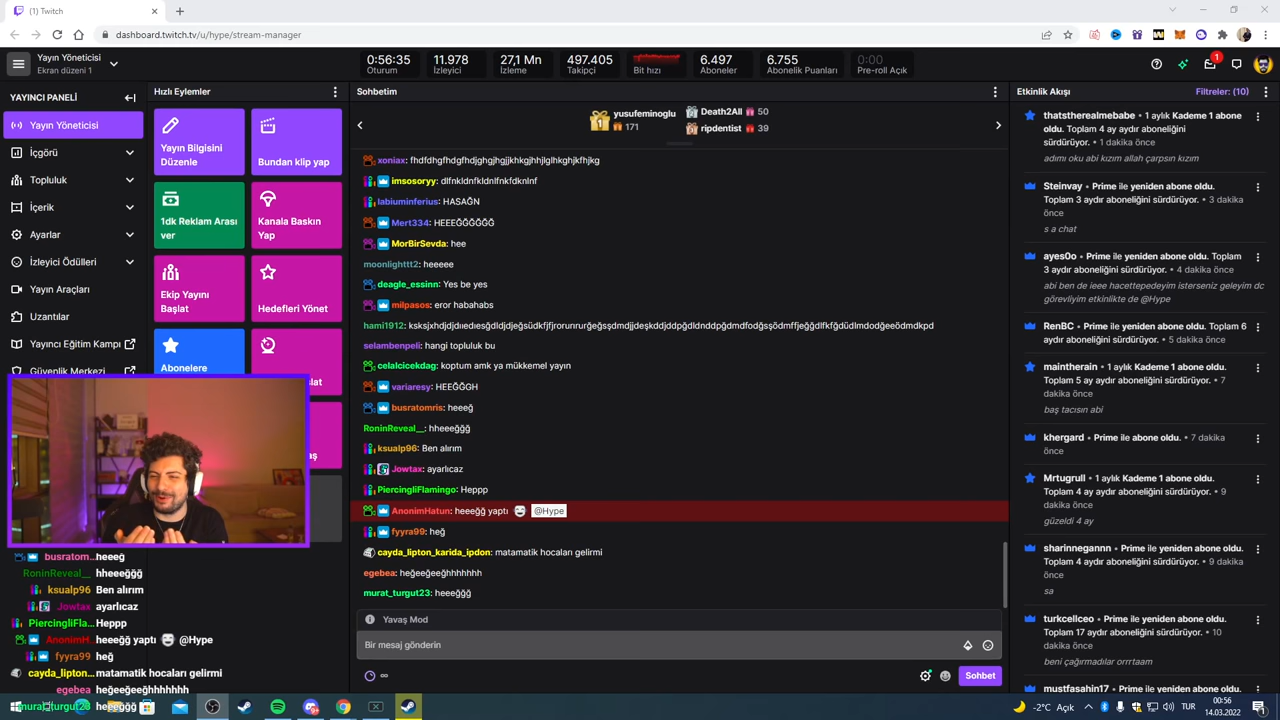 (1) Twitch
dashboard.twitch.tv/u/hype/stream-manager
Yayın Yöneticisi
Ekran düzeni 1
0:56:35
Oturum
11.978
İzleyici
27,1 Mn
İzleme
497.405
Takipçi
Bit hızı
6.497
Aboneler
6.755
Abonelik Puanları
0:00
Pre-roll Açık
1
YAYINCI PANELİ
Yayın Yöneticisi
İçgörü
Topluluk
İçerik
Ayarlar
İzleyici Ödülleri
Yayın Araçları
Uzantılar
Yayıncı Eğitim Kampı
Güvenlik Merkezi
Hızlı Eylemler
Yayın Bilgisini
Düzenle
Bundan klip yap
1dk Reklam Arası
ver
Kanala Baskın
Yap
Ekip Yayını
Başlat
Hedefleri Yönet
Abonelere
Sohbetim
1
yusufeminoglu
171
Death2All 50
ripdentist 39
xoniax: fhdfdhgfhdgfhdjghgjhgjjkhkgjhhjlglhkghjkfhjkg
imsosoryy: dlfnkldnfkldnlfnkfdknlnf
labiuminferius: HASAĞN
Mert334: HEEEĞĞĞĞĞĞ
MorBirSevda: hee
moonlighttt2: heeeee
deagle_essinn: Yes be yes
milpasos: eror hababahabs
selambenpeli: hangi topluluk bu
celalcicekdag: koptum amk ya mükkemel yayın
variaresy: HEEĞĞGH
busratomris: heeeğ
RoninReveal__: hheeeğğğ
ksualp96: Ben alırım
Jowtax: ayarlıcaz
PiercingliFlamingo: Heppp
AnonimHatun: heeeğğ yaptı @Hype
fyyra99: heğ
cayda_lipton_karida_ipdon: matamatik hocaları gelirmi
egebea: heğeeğeeğhhhhhhh
murat_turgut23: heeeğğğ
Yavaş Mod
Bir mesaj gönderin
Sohbet
Etkinlik Akışı
Filtreler: (10)
thatstherealmebabe • 1 aylık Kademe 1 abone
oldu. Toplam 4 ay aydır aboneliğini
sürdürüyor. • 1 dakika önce
adımı oku abi kızım allah çarpsın kızım
Steinvay • Prime ile yeniden abone oldu.
Toplam 3 aydır aboneliğini sürdürüyor. • 3 dakika
önce
s a chat
ayes0o • Prime ile yeniden abone oldu. Toplam
3 aydır aboneliğini sürdürüyor. • 4 dakika önce
abi ben de ieee hacettepedeyim isterseniz geleyim dc
görevliyim etkinlikte de @Hype
RenBC • Prime ile yeniden abone oldu. Toplam 6
aydır aboneliğini sürdürüyor. • 5 dakika önce
maintherain • 1 aylık Kademe 1 abone oldu.
Toplam 5 ay aydır aboneliğini sürdürüyor. • 7
dakika önce
baş tacısın abi
khergard • Prime ile abone oldu. • 7 dakika
önce
Mrtugrull • 1 aylık Kademe 1 abone oldu.
Toplam 4 ay aydır aboneliğini sürdürüyor. • 9
dakika önce
güzeldi 4 ay
sharinnegannn • Prime ile yeniden abone oldu.
Toplam 4 aydır aboneliğini sürdürüyor. • 9 dakika
önce
sa
turkcellceo • Prime ile yeniden abone oldu.
Toplam 17 aydır aboneliğini sürdürüyor. • 10
dakika önce
beni çağırmadılar orrrtaam
mustfasahin17 • Prime ile yeniden abone
busratom... heeeğ
RoninReveal__ hheeeğğğ
ksualp96 Ben alırım
Jowtax ayarlıcaz
PiercingliFla... Heppp
AnonimH... heeeğğ yaptı @Hype
fyyra99 heğ
cayda_lipton... matamatik hocaları gelirmi
egebea heğeeğeeğhhhhhhh
murat_turgut23 heeeğğğ
-2°C Açık
TUR
00:56
14.03.2022
1